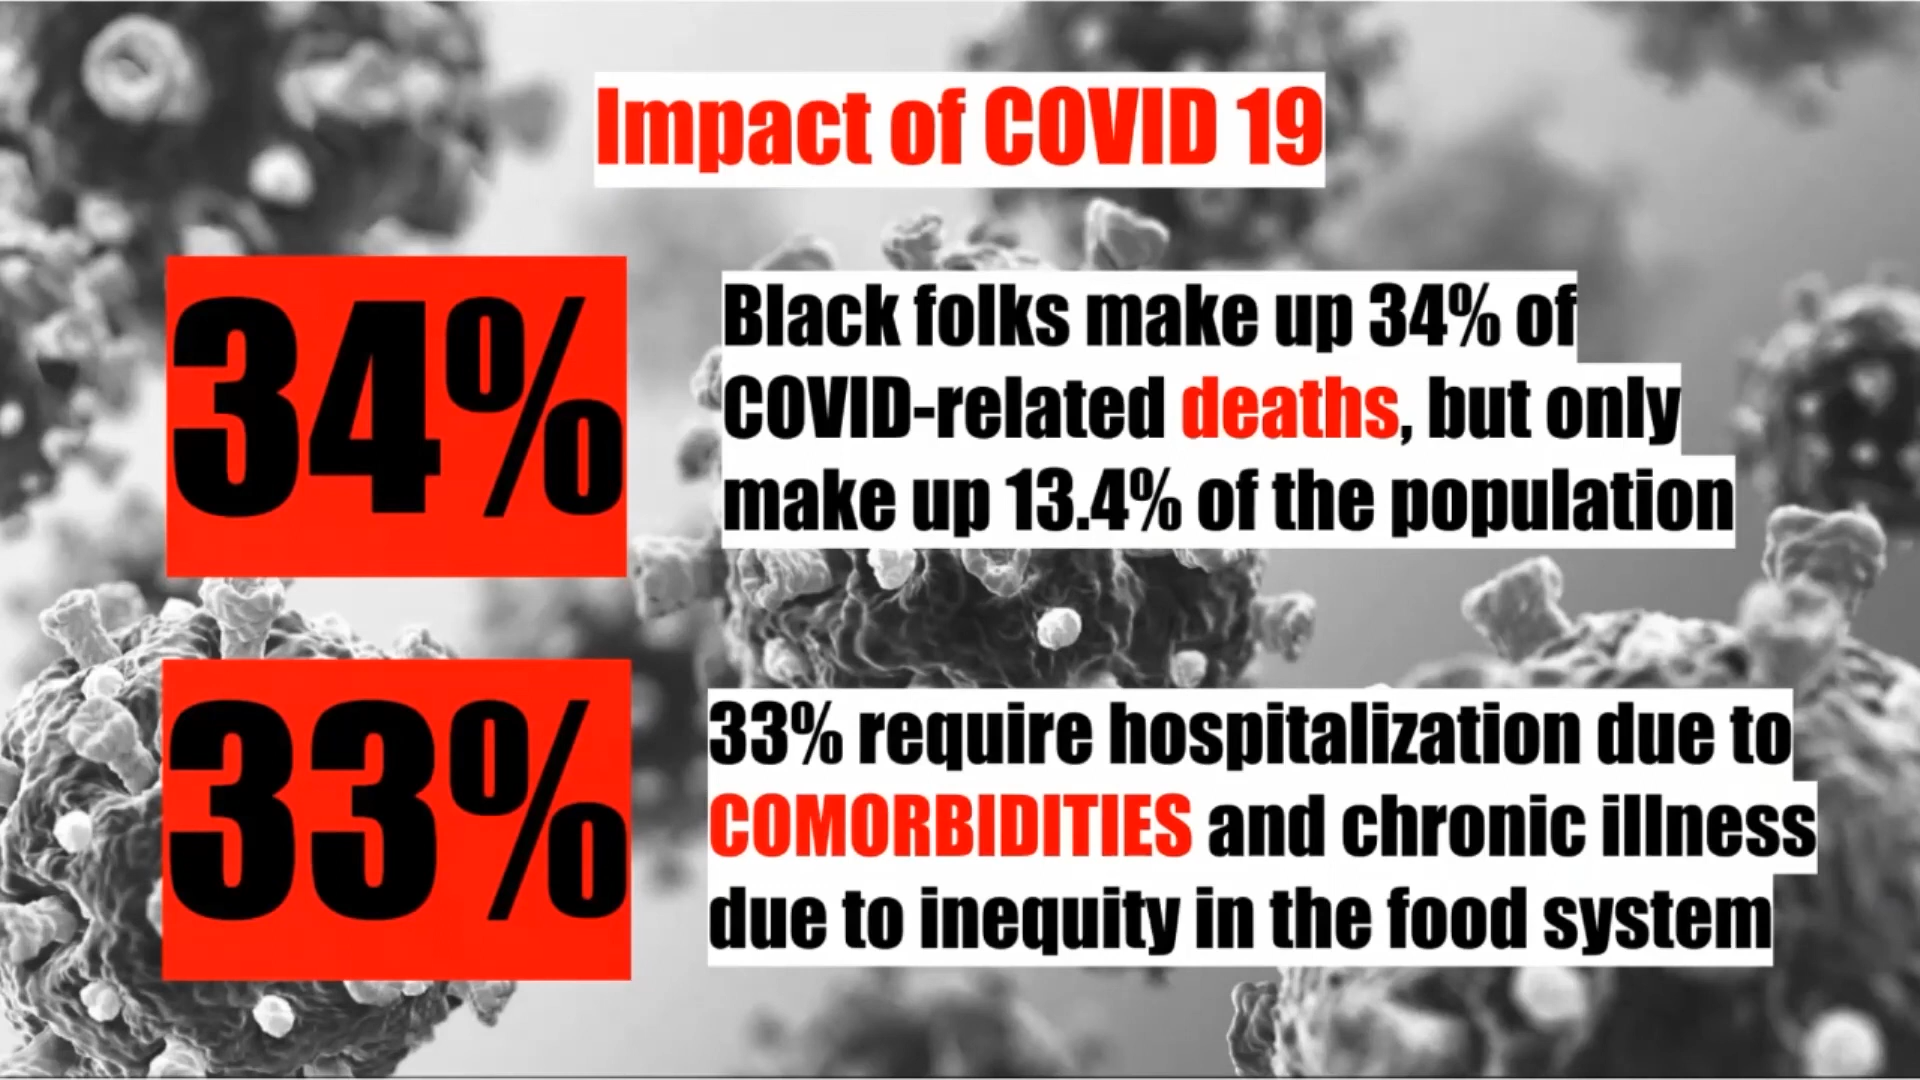 Impact of COVID 19
34%
Black folks make up 34% of
COVID-related deaths, but only
make up 13.4% of the population
33%
33% require hospitalization due to
COMORBIDITIES and chronic illness
due to inequity in the food system